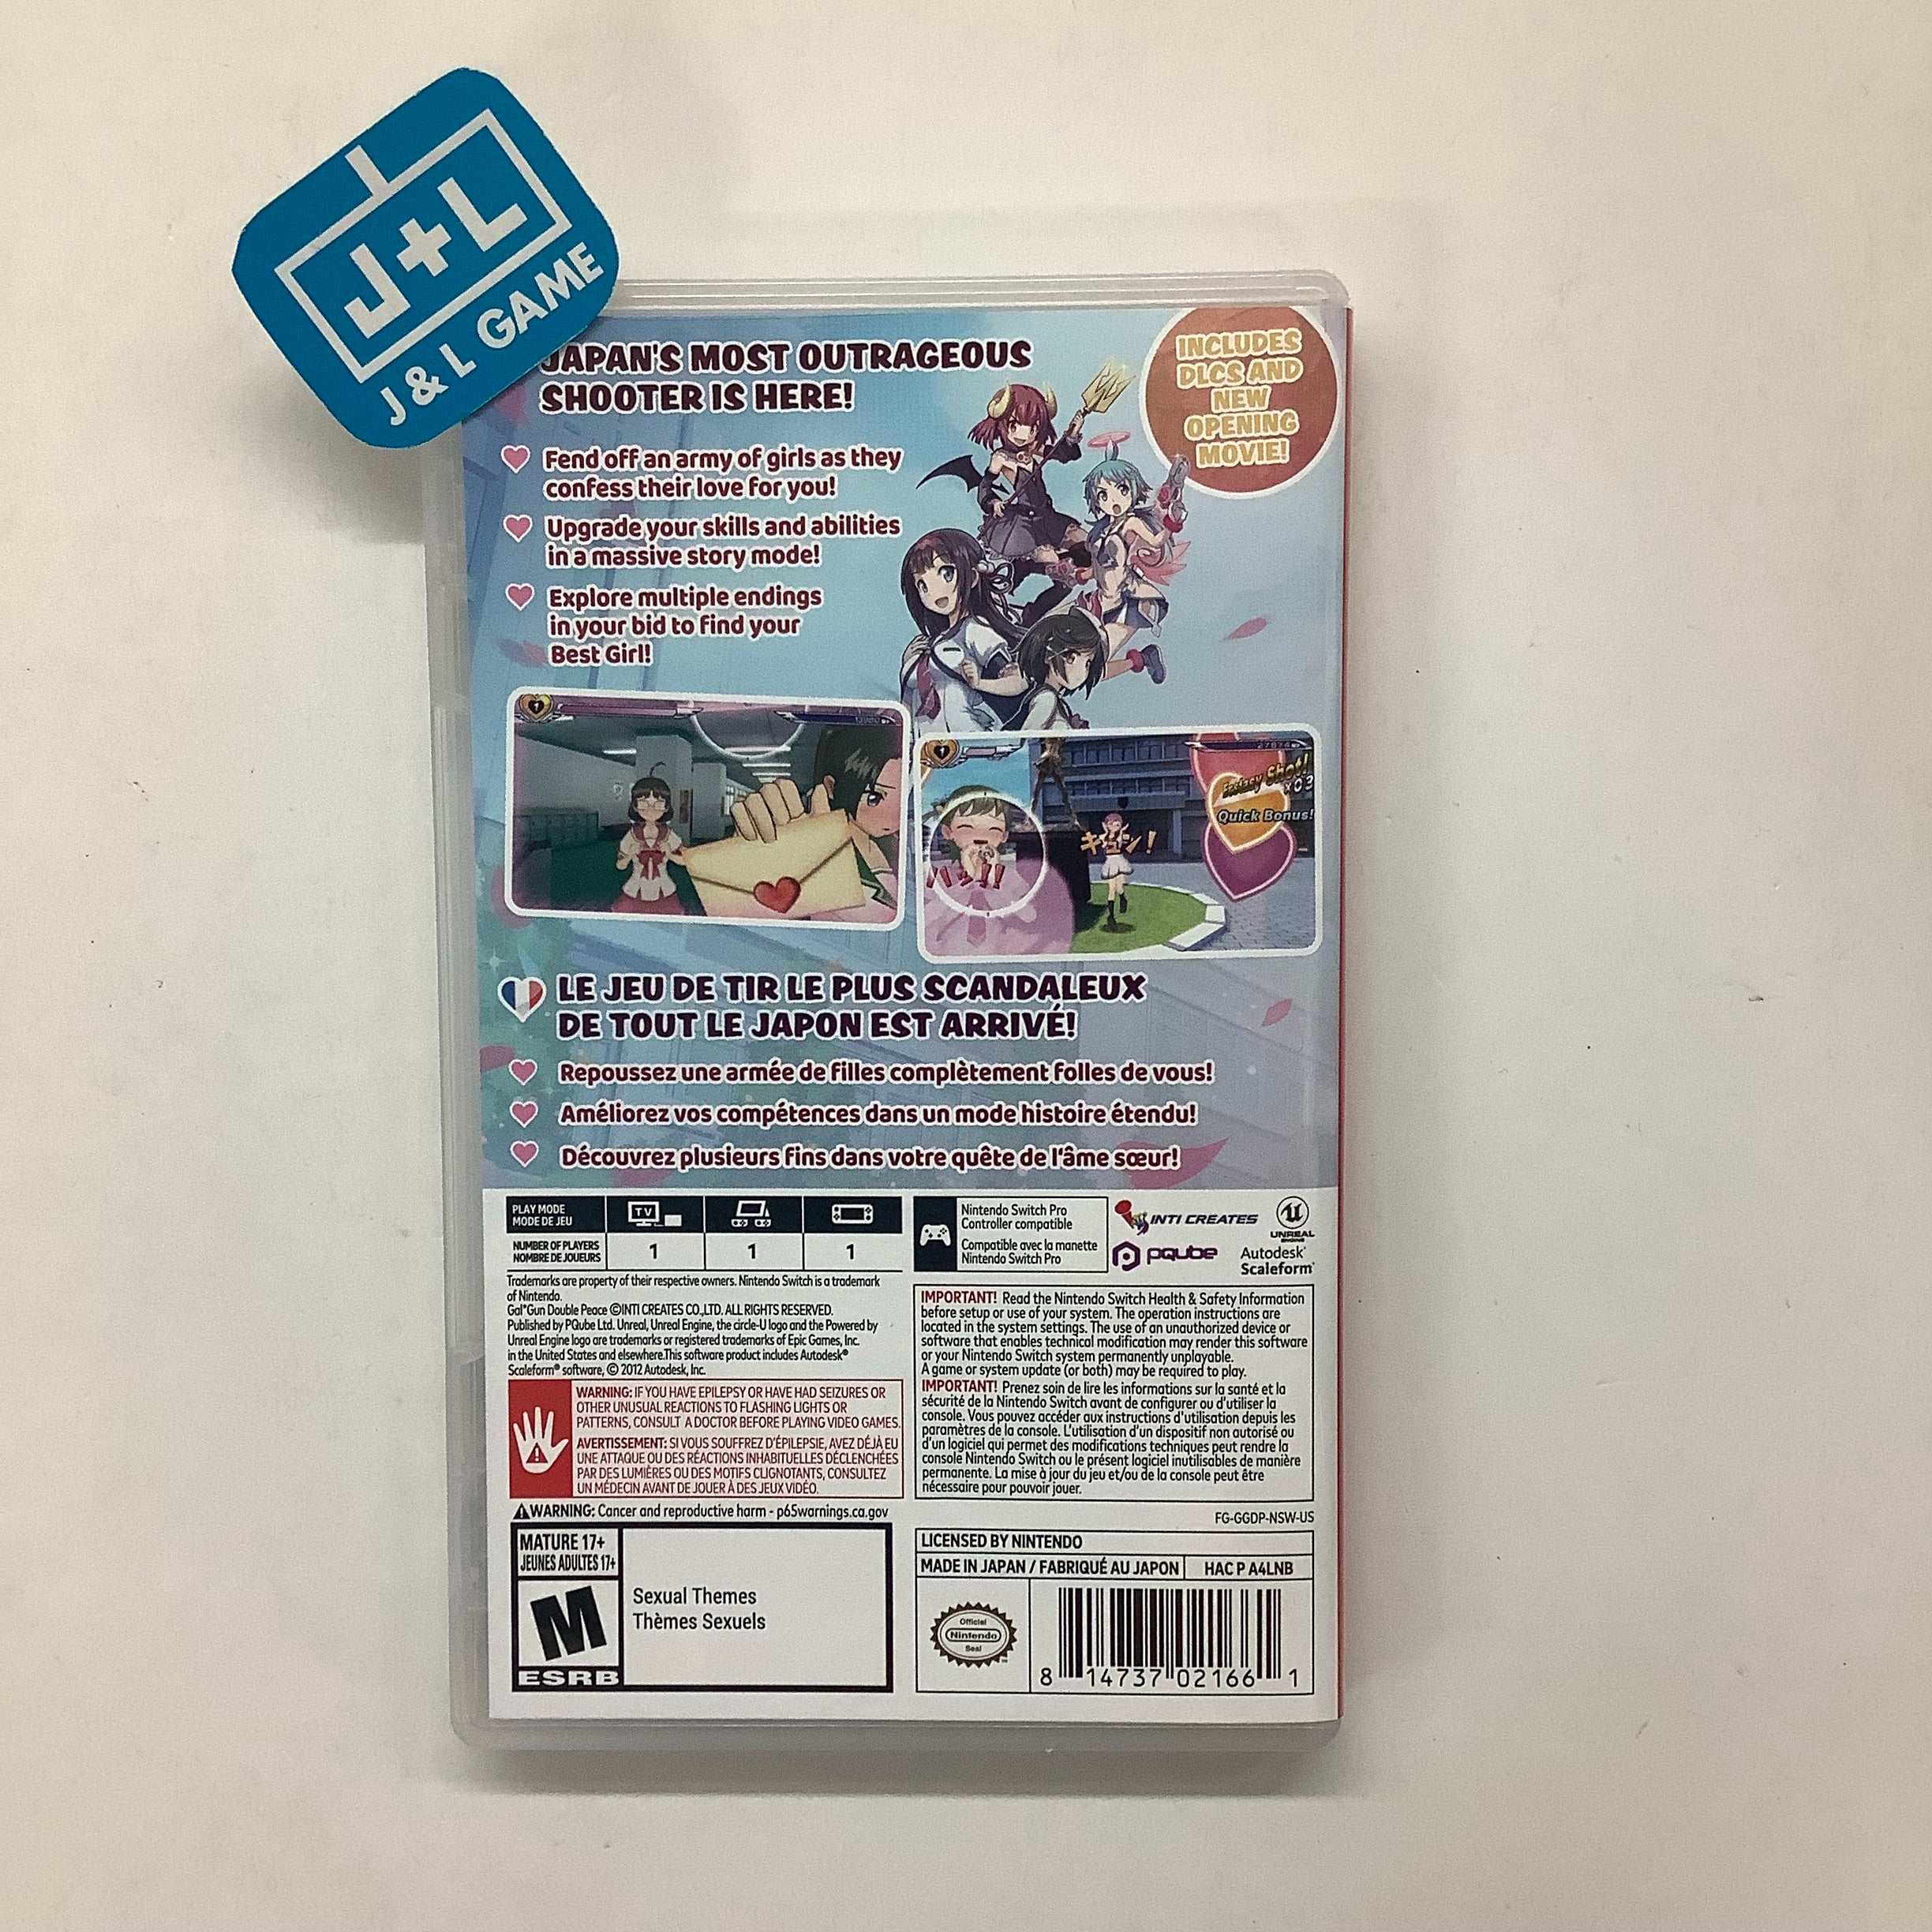 J+L
J & L GAME
JAPAN'S MOST OUTRAGEOUS
SHOOTER IS HERE!
INCLUDES
DLCS AND
NEW
OPENING
MOVIE!
Fend off an army of girls as they
confess their love for you!
Upgrade your skills and abilities
in a massive story mode!
Explore multiple endings
in your bid to find your
Best Girl!
Ecstasy Shot!
x03
Quick Bonus!
キュン!
LE JEU DE TIR LE PLUS SCANDALEUX
DE TOUT LE JAPON EST ARRIVÉ!
Repoussez une armée de filles complètement folles de vous!
Améliorez vos compétences dans un mode histoire étendu!
Découvrez plusieurs fins dans votre quête de l'âme sœur!
PLAY MODE
MODE DE JEU
TV
NUMBER OF PLAYERS
NOMBRE DE JOUEURS
1 1 1
Nintendo Switch Pro
Controller compatible
Compatible avec la manette
Nintendo Switch Pro
INTI CREATES
UNREAL
ENGINE
PQube
Autodesk®
Scaleform®
Trademarks are property of their respective owners. Nintendo Switch is a trademark
of Nintendo.
Gal*Gun Double Peace ©INTI CREATES CO.,LTD. ALL RIGHTS RESERVED.
Published by PQube Ltd. Unreal, Unreal Engine, the circle-U logo and the Powered by
Unreal Engine logo are trademarks or registered trademarks of Epic Games, Inc.
in the United States and elsewhere.This software product includes Autodesk®
Scaleform® software, © 2012 Autodesk, Inc.
WARNING: IF YOU HAVE EPILEPSY OR HAVE HAD SEIZURES OR
OTHER UNUSUAL REACTIONS TO FLASHING LIGHTS OR
PATTERNS, CONSULT A DOCTOR BEFORE PLAYING VIDEO GAMES.
AVERTISSEMENT: SI VOUS SOUFFREZ D'ÉPILEPSIE, AVEZ DÉJÀ EU
UNE ATTAQUE OU DES RÉACTIONS INHABITUELLES DÉCLENCHÉES
PAR DES LUMIÈRES OU DES MOTIFS CLIGNOTANTS, CONSULTEZ
UN MÉDECIN AVANT DE JOUER À DES JEUX VIDÉO.
WARNING: Cancer and reproductive harm - p65warnings.ca.gov
IMPORTANT! Read the Nintendo Switch Health & Safety Information
before setup or use of your system. The operation instructions are
located in the system settings. The use of an unauthorized device or
software that enables technical modification may render this software
or your Nintendo Switch system permanently unplayable.
A game or system update (or both) may be required to play.
IMPORTANT! Prenez soin de lire les informations sur la santé et la
sécurité de la Nintendo Switch avant de configurer ou d'utiliser la
console. Vous pouvez accéder aux instructions d'utilisation depuis les
paramètres de la console. L'utilisation d'un dispositif non autorisé ou
d'un logiciel qui permet des modifications techniques peut rendre la
console Nintendo Switch ou le présent logiciel inutilisables de manière
permanente. La mise à jour du jeu et/ou de la console peut être
nécessaire pour pouvoir jouer.
FG-GGDP-NSW-US
MATURE 17+
JEUNES ADULTES 17+
M
ESRB
Sexual Themes
Thèmes Sexuels
LICENSED BY NINTENDO
MADE IN JAPAN / FABRIQUÉ AU JAPON HAC P A4LNB
Official
Nintendo
Seal
8 14737 02166 1